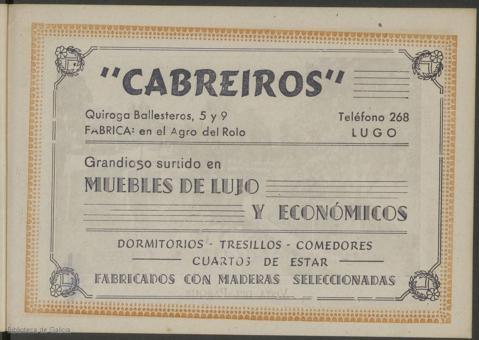 "CABREIROS"
Quiroga Ballesteros, 5 y 9
Teléfono 268
FABRICA: en el Agro del Rolo
LUGO
Grandioso surtido en
MUEBLES DE LUJO
Y ECONÓMICOS
DORMITORIOS - TRESILLOS - COMEDORES
CUARTOS DE ESTAR
FABRICADOS CON MADERAS SELECCIONADAS
Biblioteca de Galicia